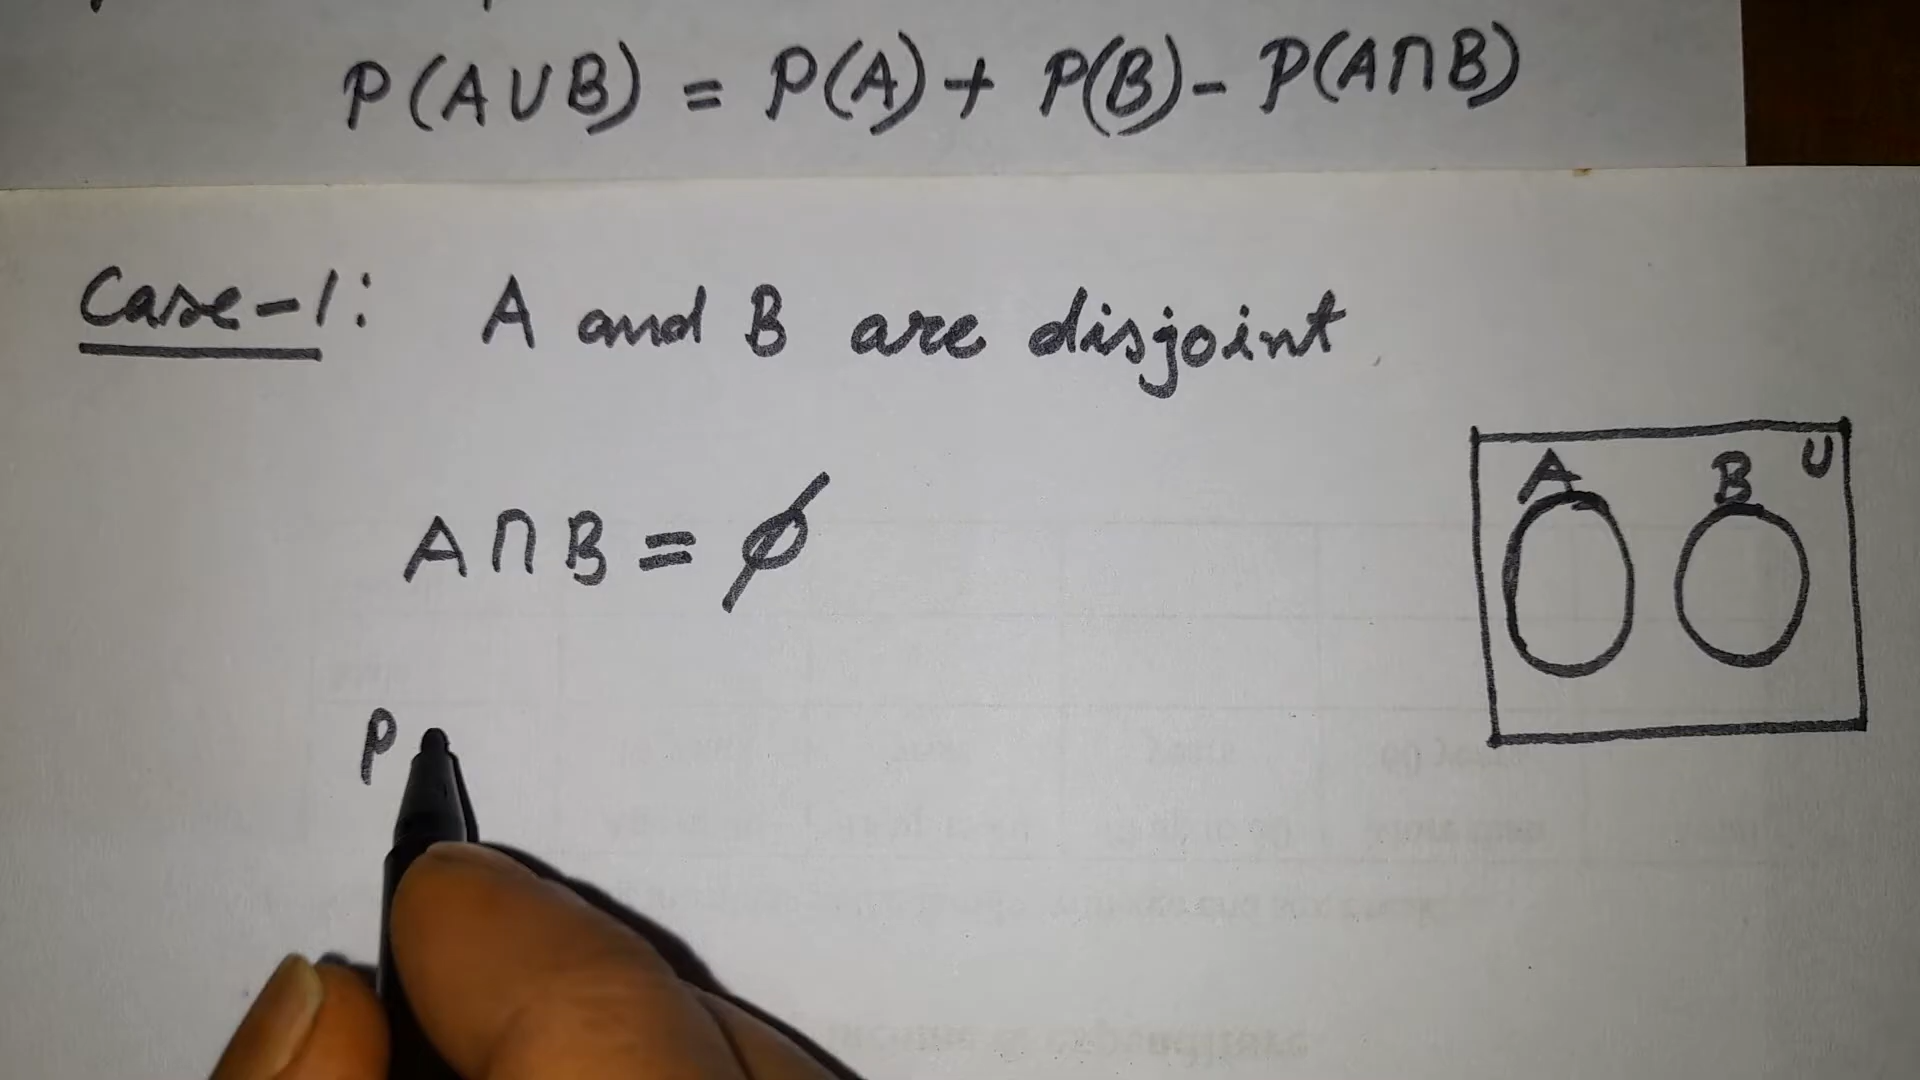 P(A∪B) = P(A)+ P(B)- P(A∩B)
Case-1: A and B are disjoint
A B U
A∩B = ϕ
P